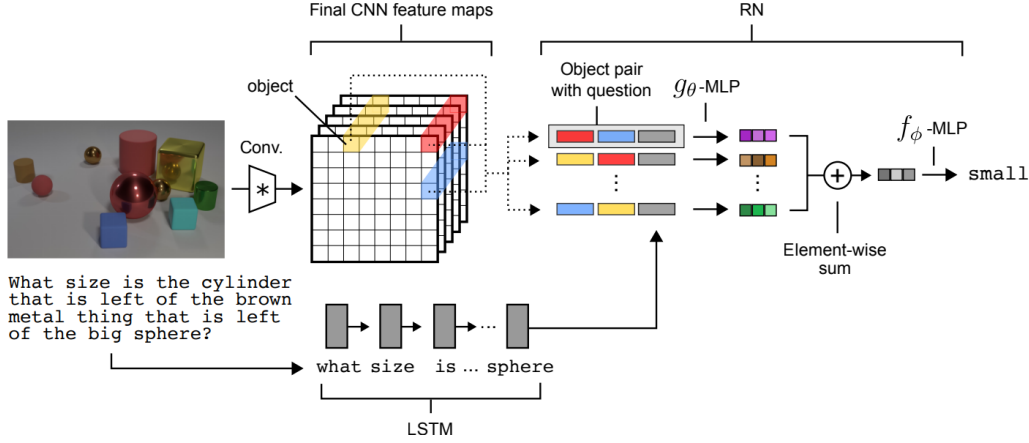 Final CNN feature maps
RN
object
Object pair
with question
gθ-MLP
fϕ-MLP
Conv.
*
...
+
small
Element-wise
sum
What size is the cylinder
that is left of the brown
metal thing that is left
of the big sphere?
...
what size is ... sphere
LSTM